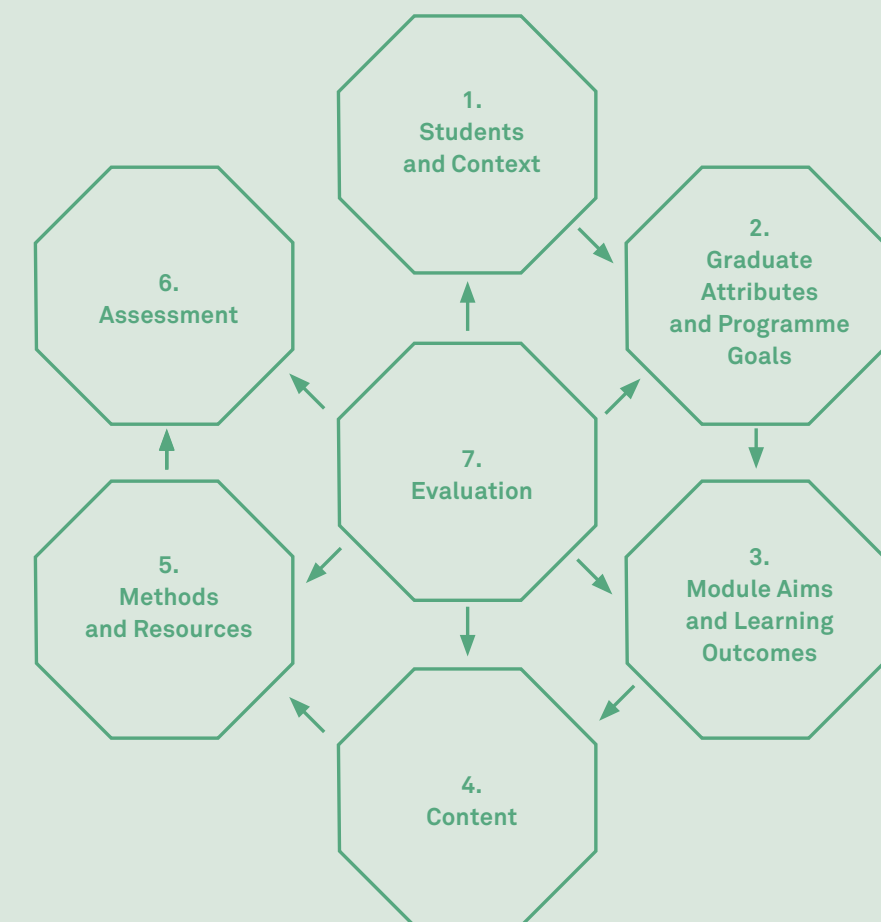 1.
Students
and Context
2.
Graduate
Attributes
and Programme
Goals
3.
Module Aims
and Learning
Outcomes
4.
Content
5.
Methods
and Resources
6.
Assessment
7.
Evaluation